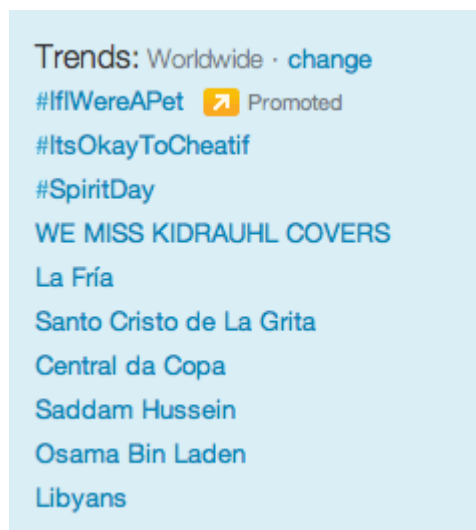 Trends: Worldwide · change
#IfIWereAPet Promoted
#ItsOkayToCheatif
#SpiritDay
WE MISS KIDRAUHL COVERS
La Fría
Santo Cristo de La Grita
Central da Copa
Saddam Hussein
Osama Bin Laden
Libyans